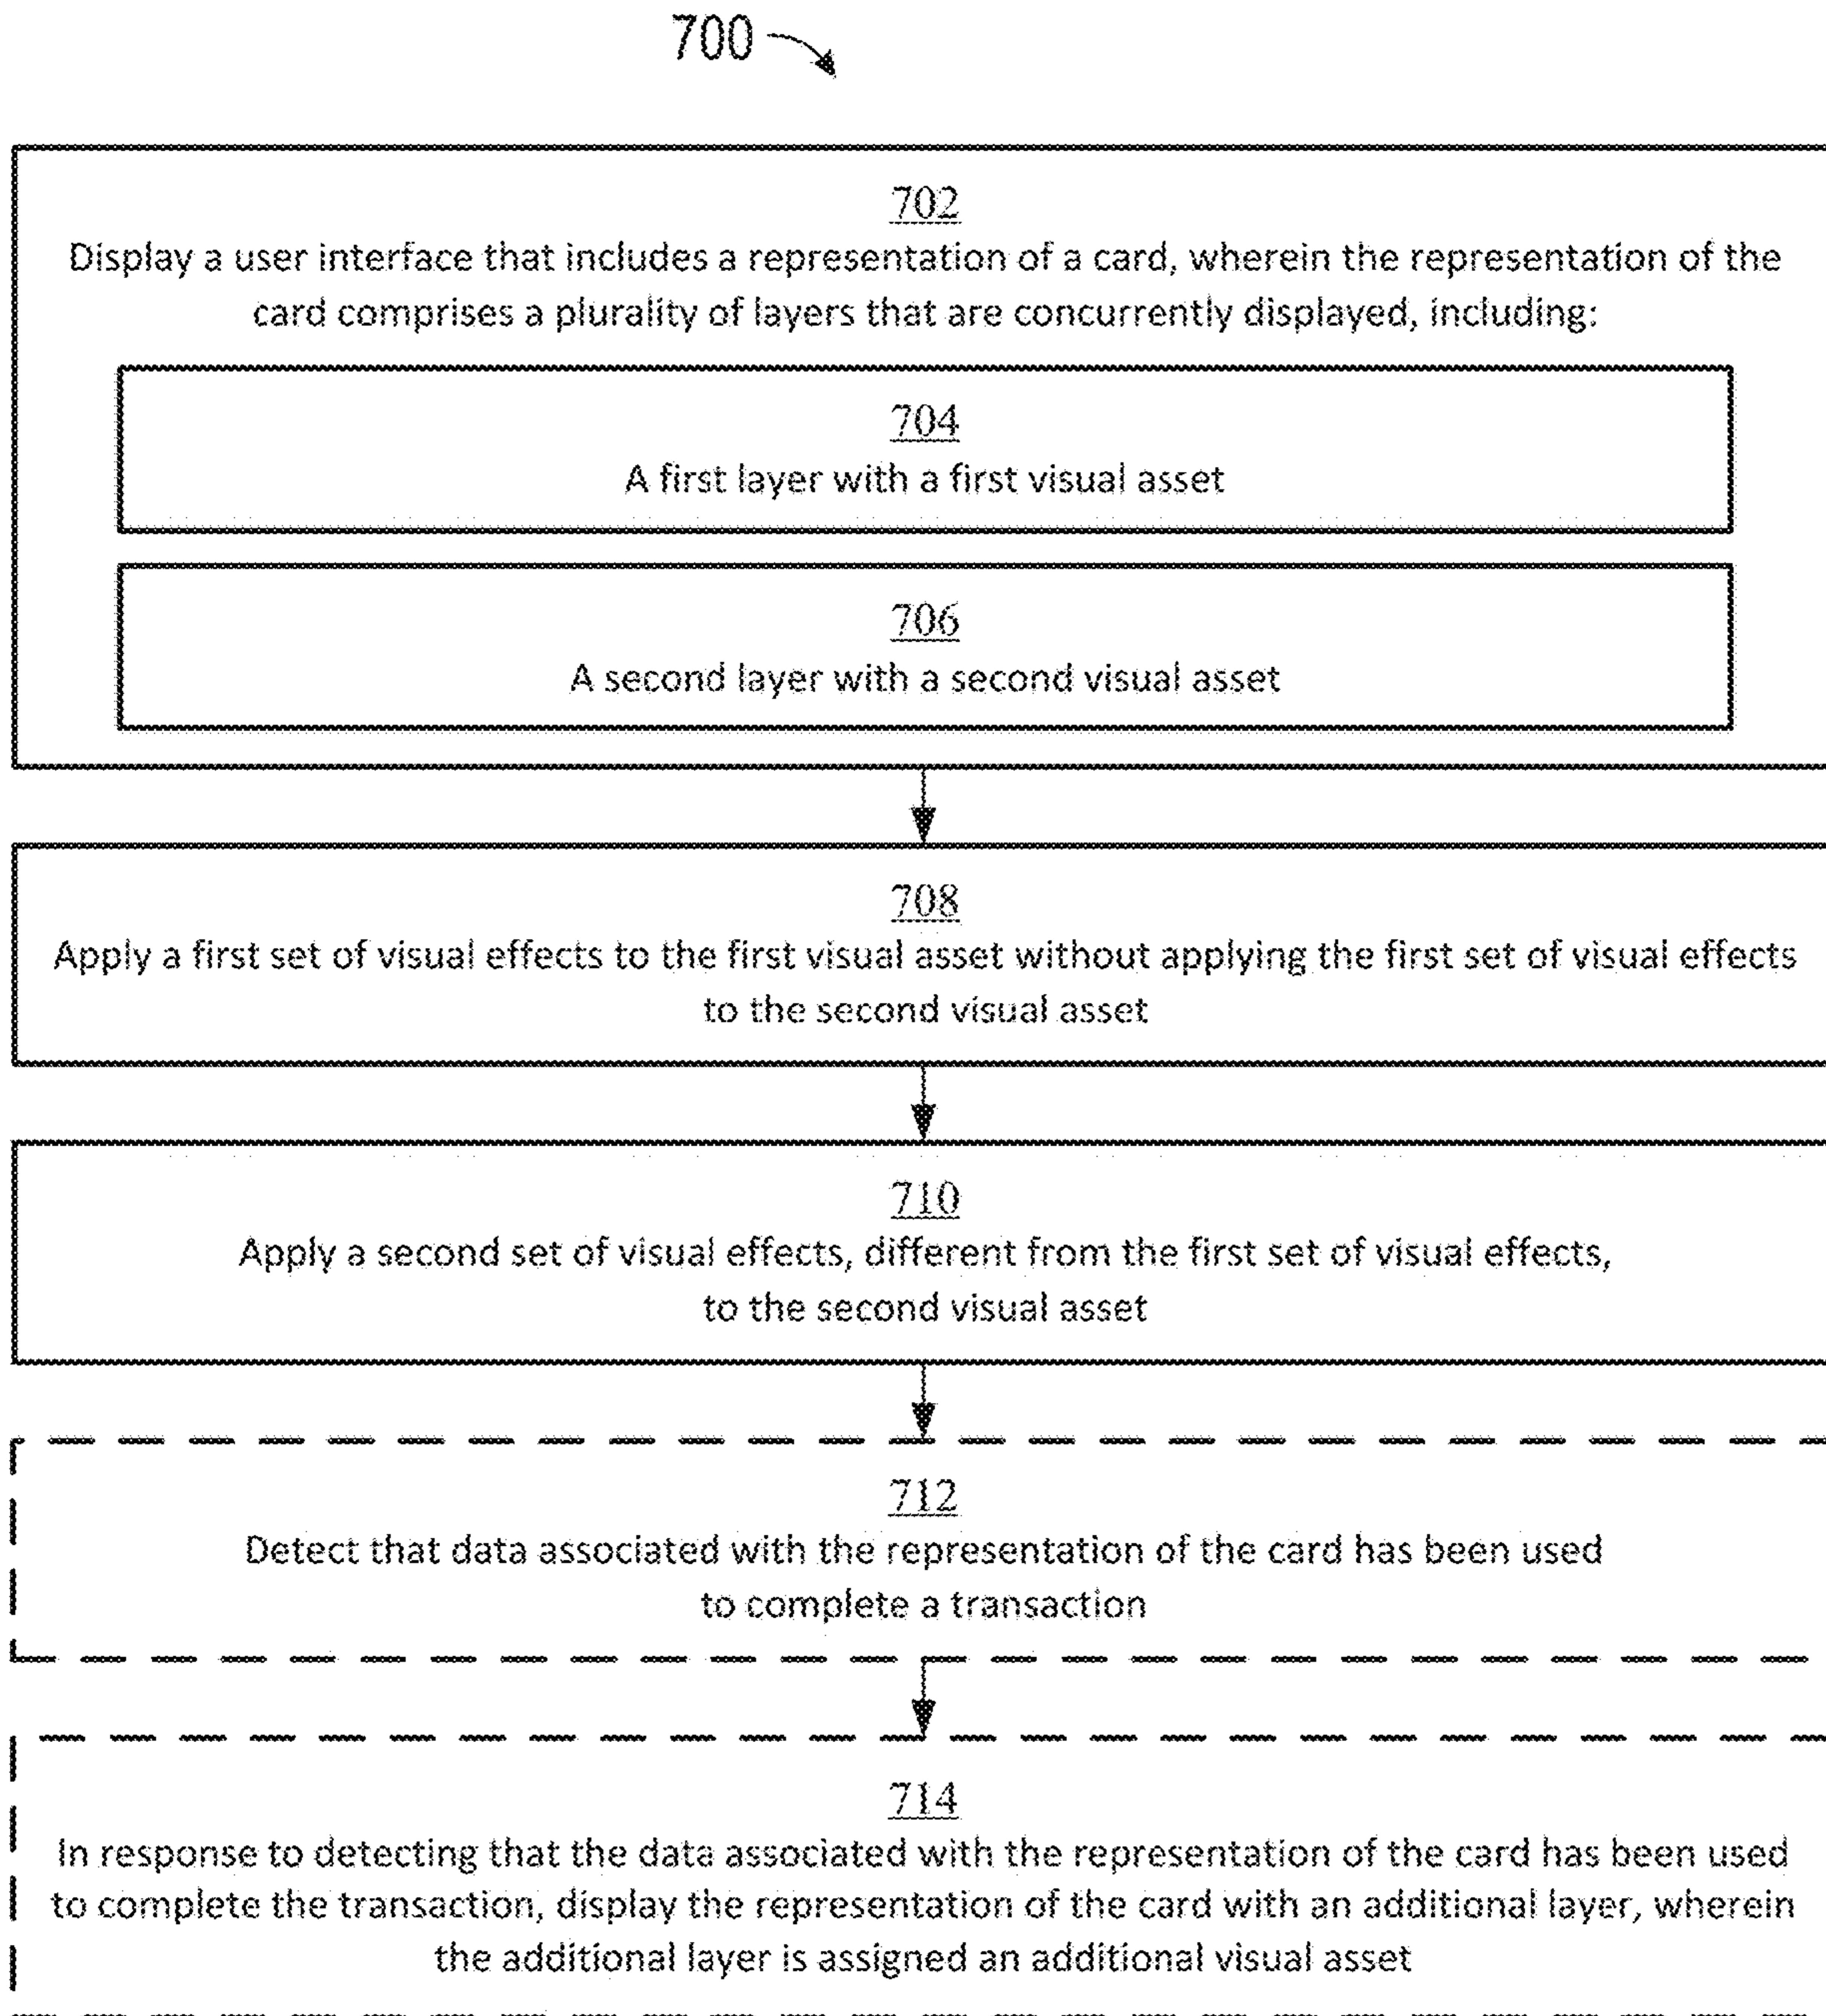 700
702
Display a user interface that includes a representation of a card, wherein the representation of the
card comprises a plurality of layers that are concurrently displayed, including:
704
A first layer with a first visual asset
706
A second layer with a second visual asset
708
Apply a first set of visual effects to the first visual asset without applying the first set of visual effects
to the second visual asset
710
Apply a second set of visual effects, different from the first set of visual effects,
to the second visual asset
712
Detect that data associated with the representation of the card has been used
to complete a transaction
714
In response to detecting that the data associated with the representation of the card has been used
to complete the transaction, display the representation of the card with an additional layer, wherein
the additional layer is assigned an additional visual asset